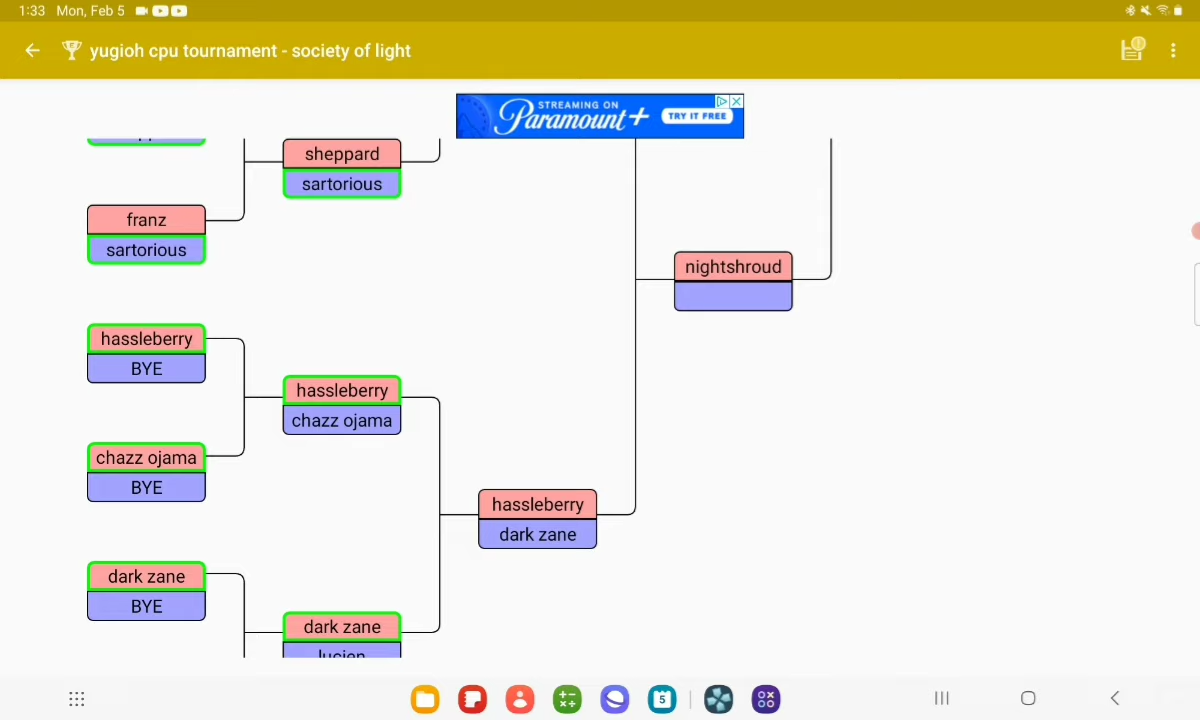 1:33 Mon, Feb 5
yugioh cpu tournament - society of light
STREAMING ON
Paramount+
TRY IT FREE
sheppard
sartorious
franz
sartorious
nightshroud
hassleberry
BYE
hassleberry
chazz ojama
chazz ojama
BYE
hassleberry
dark zane
dark zane
BYE
dark zane
lucien
5